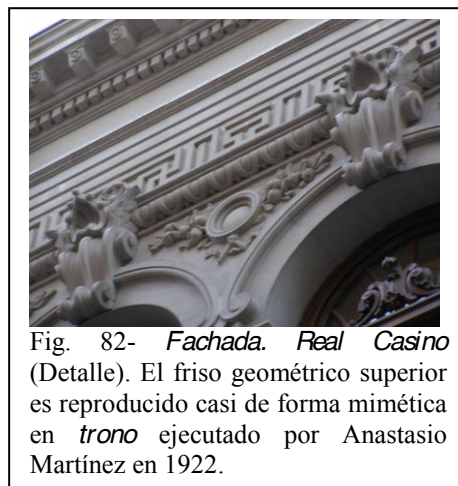 Fig. 82- Fachada. Real Casino
(Detalle). El friso geométrico superior
es reproducido casi de forma mimética
en trono ejecutado por Anastasio
Martínez en 1922.